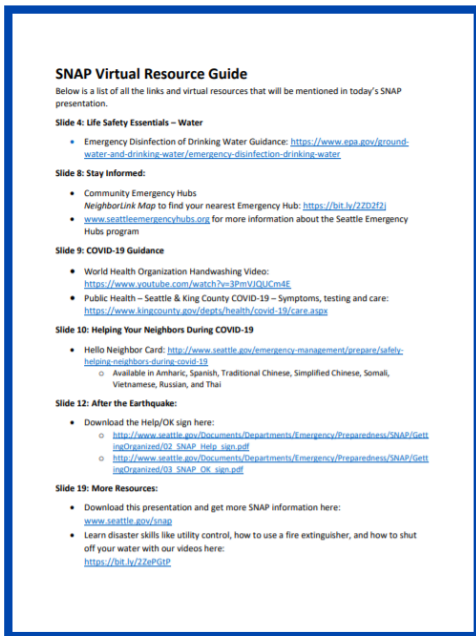 SNAP Virtual Resource Guide
Below is a list of all the links and virtual resources that will be mentioned in today's SNAP
presentation.
Slide 4: Life Safety Essentials – Water
• Emergency Disinfection of Drinking Water Guidance: https://www.epa.gov/ground-
water-and-drinking-water/emergency-disinfection-drinking-water
Slide 8: Stay Informed:
• Community Emergency Hubs
NeighborLink Map to find your nearest Emergency Hub: https://bit.ly/2ZD2f2j
• www.seattleemergencyhubs.org for more information about the Seattle Emergency
Hubs program
Slide 9: COVID-19 Guidance
• World Health Organization Handwashing Video:
https://www.youtube.com/watch?v=3PmVJQUCm4E
• Public Health – Seattle & King County COVID-19 – Symptoms, testing and care:
https://www.kingcounty.gov/depts/health/covid-19/care.aspx
Slide 10: Helping Your Neighbors During COVID-19
• Hello Neighbor Card: http://www.seattle.gov/emergency-management/prepare/safely-
helping-neighbors-during-covid-19
o Available in Amharic, Spanish, Traditional Chinese, Simplified Chinese, Somali,
Vietnamese, Russian, and Thai
Slide 12: After the Earthquake:
• Download the Help/OK sign here:
o http://www.seattle.gov/Documents/Departments/Emergency/Preparedness/SNAP/Gett
ingOrganized/02_SNAP_Help_sign.pdf
o http://www.seattle.gov/Documents/Departments/Emergency/Preparedness/SNAP/Gett
ingOrganized/03_SNAP_OK_sign.pdf
Slide 19: More Resources:
• Download this presentation and get more SNAP information here:
www.seattle.gov/snap
• Learn disaster skills like utility control, how to use a fire extinguisher, and how to shut
off your water with our videos here:
https://bit.ly/2ZePGtP